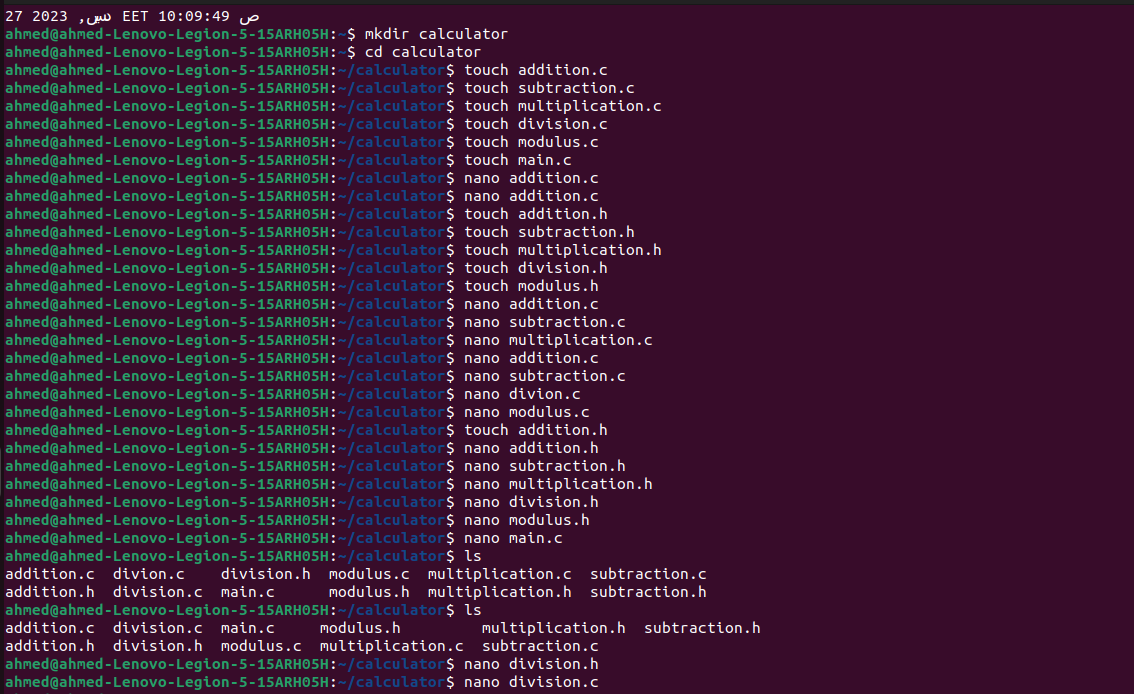 27 2023 ديس, EET 10:09:49 ص
ahmed@ahmed-Lenovo-Legion-5-15ARH05H:~$ mkdir calculator
ahmed@ahmed-Lenovo-Legion-5-15ARH05H:~$ cd calculator
ahmed@ahmed-Lenovo-Legion-5-15ARH05H:~/calculator$ touch addition.c
ahmed@ahmed-Lenovo-Legion-5-15ARH05H:~/calculator$ touch subtraction.c
ahmed@ahmed-Lenovo-Legion-5-15ARH05H:~/calculator$ touch multiplication.c
ahmed@ahmed-Lenovo-Legion-5-15ARH05H:~/calculator$ touch division.c
ahmed@ahmed-Lenovo-Legion-5-15ARH05H:~/calculator$ touch modulus.c
ahmed@ahmed-Lenovo-Legion-5-15ARH05H:~/calculator$ touch main.c
ahmed@ahmed-Lenovo-Legion-5-15ARH05H:~/calculator$ nano addition.c
ahmed@ahmed-Lenovo-Legion-5-15ARH05H:~/calculator$ nano addition.c
ahmed@ahmed-Lenovo-Legion-5-15ARH05H:~/calculator$ touch addition.h
ahmed@ahmed-Lenovo-Legion-5-15ARH05H:~/calculator$ touch subtraction.h
ahmed@ahmed-Lenovo-Legion-5-15ARH05H:~/calculator$ touch multiplication.h
ahmed@ahmed-Lenovo-Legion-5-15ARH05H:~/calculator$ touch division.h
ahmed@ahmed-Lenovo-Legion-5-15ARH05H:~/calculator$ touch modulus.h
ahmed@ahmed-Lenovo-Legion-5-15ARH05H:~/calculator$ nano addition.c
ahmed@ahmed-Lenovo-Legion-5-15ARH05H:~/calculator$ nano subtraction.c
ahmed@ahmed-Lenovo-Legion-5-15ARH05H:~/calculator$ nano multiplication.c
ahmed@ahmed-Lenovo-Legion-5-15ARH05H:~/calculator$ nano addition.c
ahmed@ahmed-Lenovo-Legion-5-15ARH05H:~/calculator$ nano subtraction.c
ahmed@ahmed-Lenovo-Legion-5-15ARH05H:~/calculator$ nano divion.c
ahmed@ahmed-Lenovo-Legion-5-15ARH05H:~/calculator$ nano modulus.c
ahmed@ahmed-Lenovo-Legion-5-15ARH05H:~/calculator$ touch addition.h
ahmed@ahmed-Lenovo-Legion-5-15ARH05H:~/calculator$ nano addition.h
ahmed@ahmed-Lenovo-Legion-5-15ARH05H:~/calculator$ nano subtraction.h
ahmed@ahmed-Lenovo-Legion-5-15ARH05H:~/calculator$ nano multiplication.h
ahmed@ahmed-Lenovo-Legion-5-15ARH05H:~/calculator$ nano division.h
ahmed@ahmed-Lenovo-Legion-5-15ARH05H:~/calculator$ nano modulus.h
ahmed@ahmed-Lenovo-Legion-5-15ARH05H:~/calculator$ nano main.c
ahmed@ahmed-Lenovo-Legion-5-15ARH05H:~/calculator$ ls
addition.c  divion.c    division.h  modulus.c  multiplication.c  subtraction.c
addition.h  division.c  main.c      modulus.h  multiplication.h  subtraction.h
ahmed@ahmed-Lenovo-Legion-5-15ARH05H:~/calculator$ ls
addition.c  division.c  main.c     modulus.h         multiplication.h  subtraction.h
addition.h  division.h  modulus.c  multiplication.c  subtraction.c
ahmed@ahmed-Lenovo-Legion-5-15ARH05H:~/calculator$ nano division.h
ahmed@ahmed-Lenovo-Legion-5-15ARH05H:~/calculator$ nano division.c